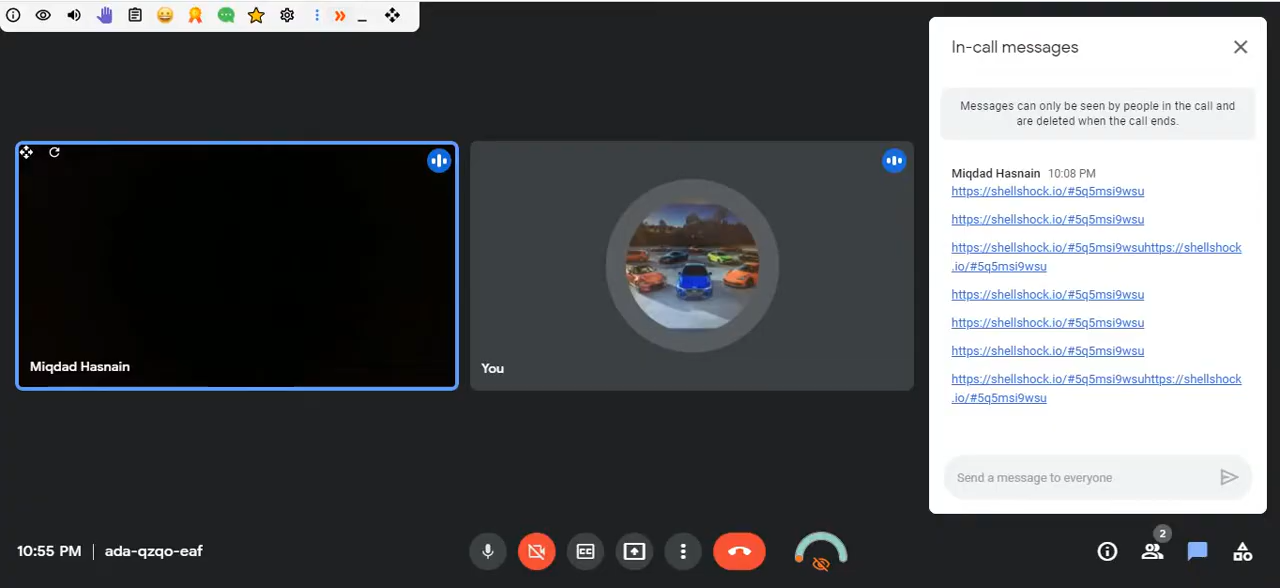 In-call messages
Messages can only be seen by people in the call and
are deleted when the call ends.
Miqdad Hasnain 10:08 PM
https://shellshock.io/#5q5msi9wsu
https://shellshock.io/#5q5msi9wsu
https://shellshock.io/#5q5msi9wsuhttps://shellshock
.io/#5q5msi9wsu
https://shellshock.io/#5q5msi9wsu
https://shellshock.io/#5q5msi9wsu
https://shellshock.io/#5q5msi9wsu
https://shellshock.io/#5q5msi9wsuhttps://shellshock
.io/#5q5msi9wsu
Send a message to everyone
Miqdad Hasnain
You
10:55 PM | ada-qzqo-eaf
CC
2